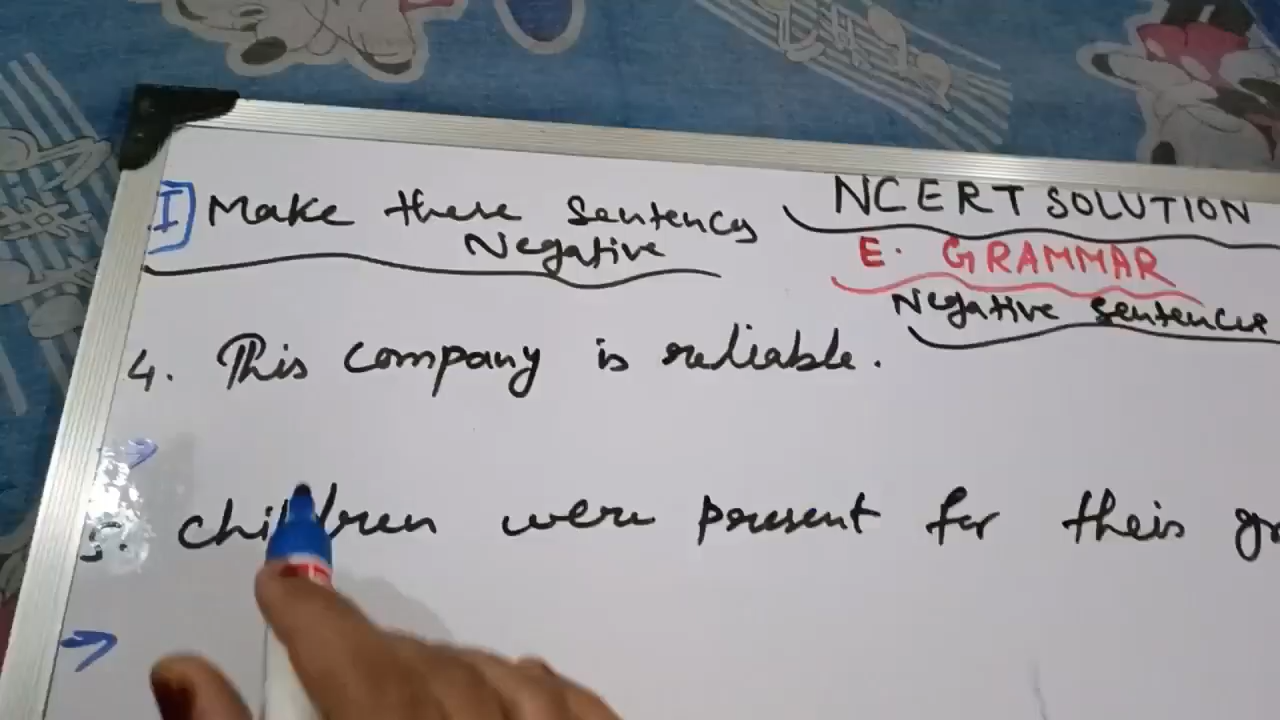 I] Make these Sentences
Negative
NCERT SOLUTION
E. GRAMMAR
Negative Sentences
4. This company is reliable.
→
5. children were present for their
→